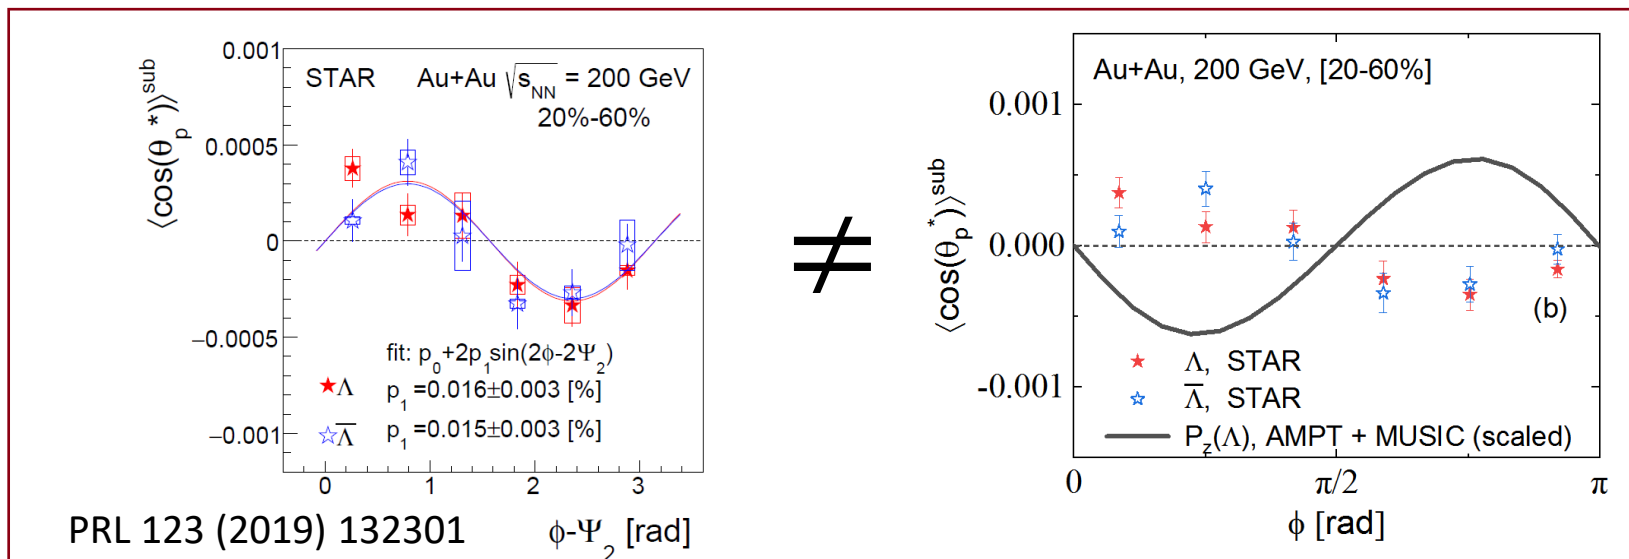 0.001
STAR Au+Au √s_NN = 200 GeV
20%-60%
⟨cos(θ_p*)⟩^sub
0.0005
0
−0.0005
−0.001
fit: p_0+2p_1sin(2ϕ-2Ψ_2)
★Λ p_1=0.016±0.003 [%]
☆Λ̅ p_1=0.015±0.003 [%]
0 1 2 3
ϕ-Ψ_2 [rad]
PRL 123 (2019) 132301
≠
Au+Au, 200 GeV, [20-60%]
⟨cos(θ_p*)⟩^sub
0.001
0.000
-0.001
(b)
★ Λ, STAR
☆ Λ̅, STAR
P_z(Λ), AMPT + MUSIC (scaled)
0 π/2 π
ϕ [rad]